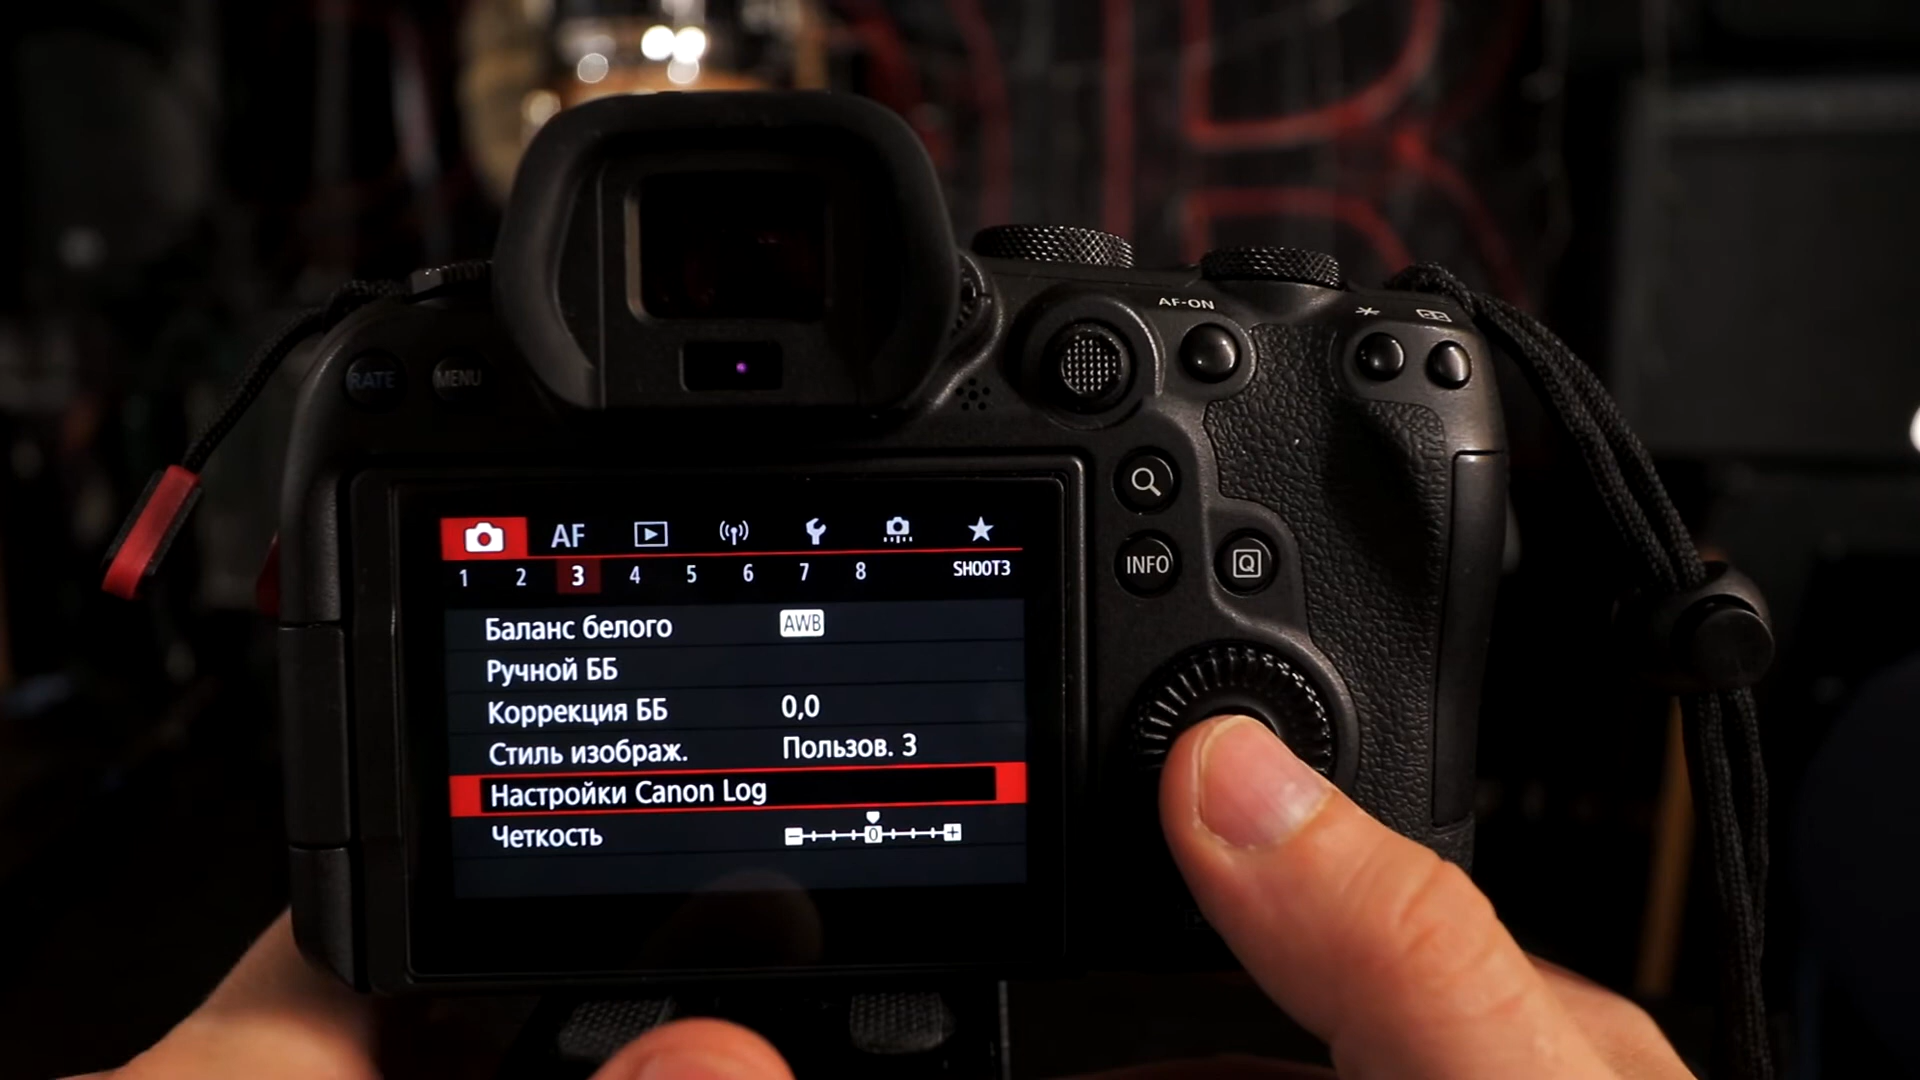 AF-ON
RATE MENU
AF
1 2 3 4 5 6 7 8 SHOOT3
Баланс белого AWB
Ручной ББ
Коррекция ББ 0,0
Стиль изображ. Пользов. 3
Настройки Canon Log
Четкость − 0 +
INFO Q